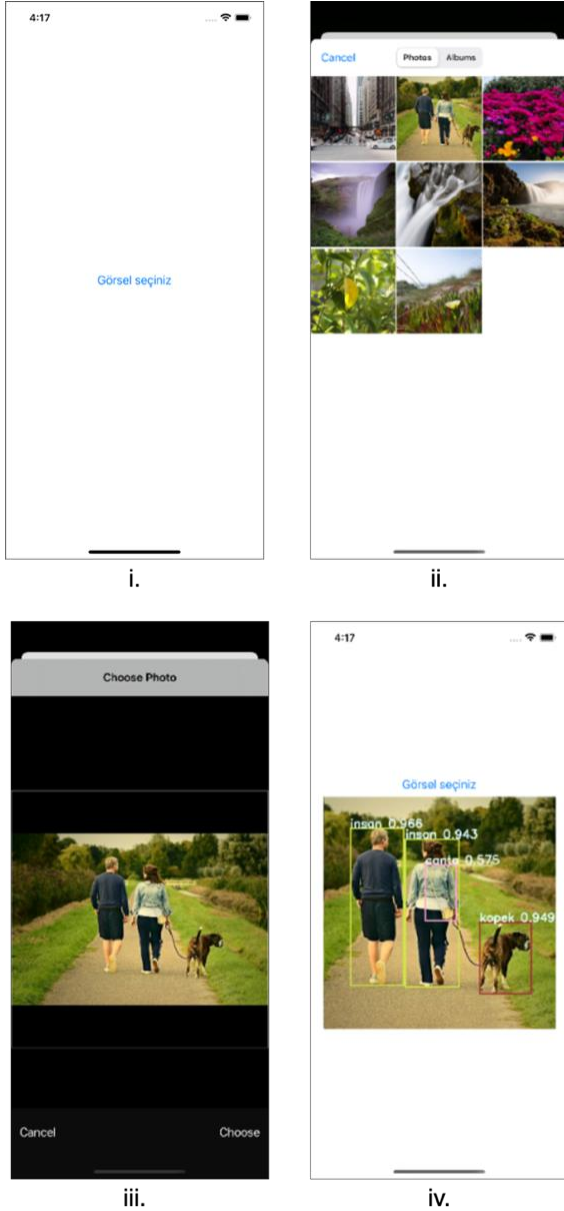 4:17
Görsel seçiniz
i.
Cancel Photos Albums
ii.
Choose Photo
Cancel Choose
iii.
4:17
Görsel seçiniz
insan 0.966
insan 0.943
canta 0.575
kopek 0.949
iv.